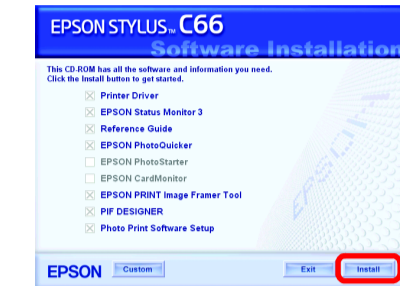 EPSON STYLUS™ C66
Software Installation
This CD-ROM has all the software and information you need.
Click the Install button to get started.
Printer Driver
EPSON Status Monitor 3
Reference Guide
EPSON PhotoQuicker
EPSON PhotoStarter
EPSON CardMonitor
EPSON PRINT Image Framer Tool
PIF DESIGNER
Photo Print Software Setup
EPSON
EPSON Custom Exit Install